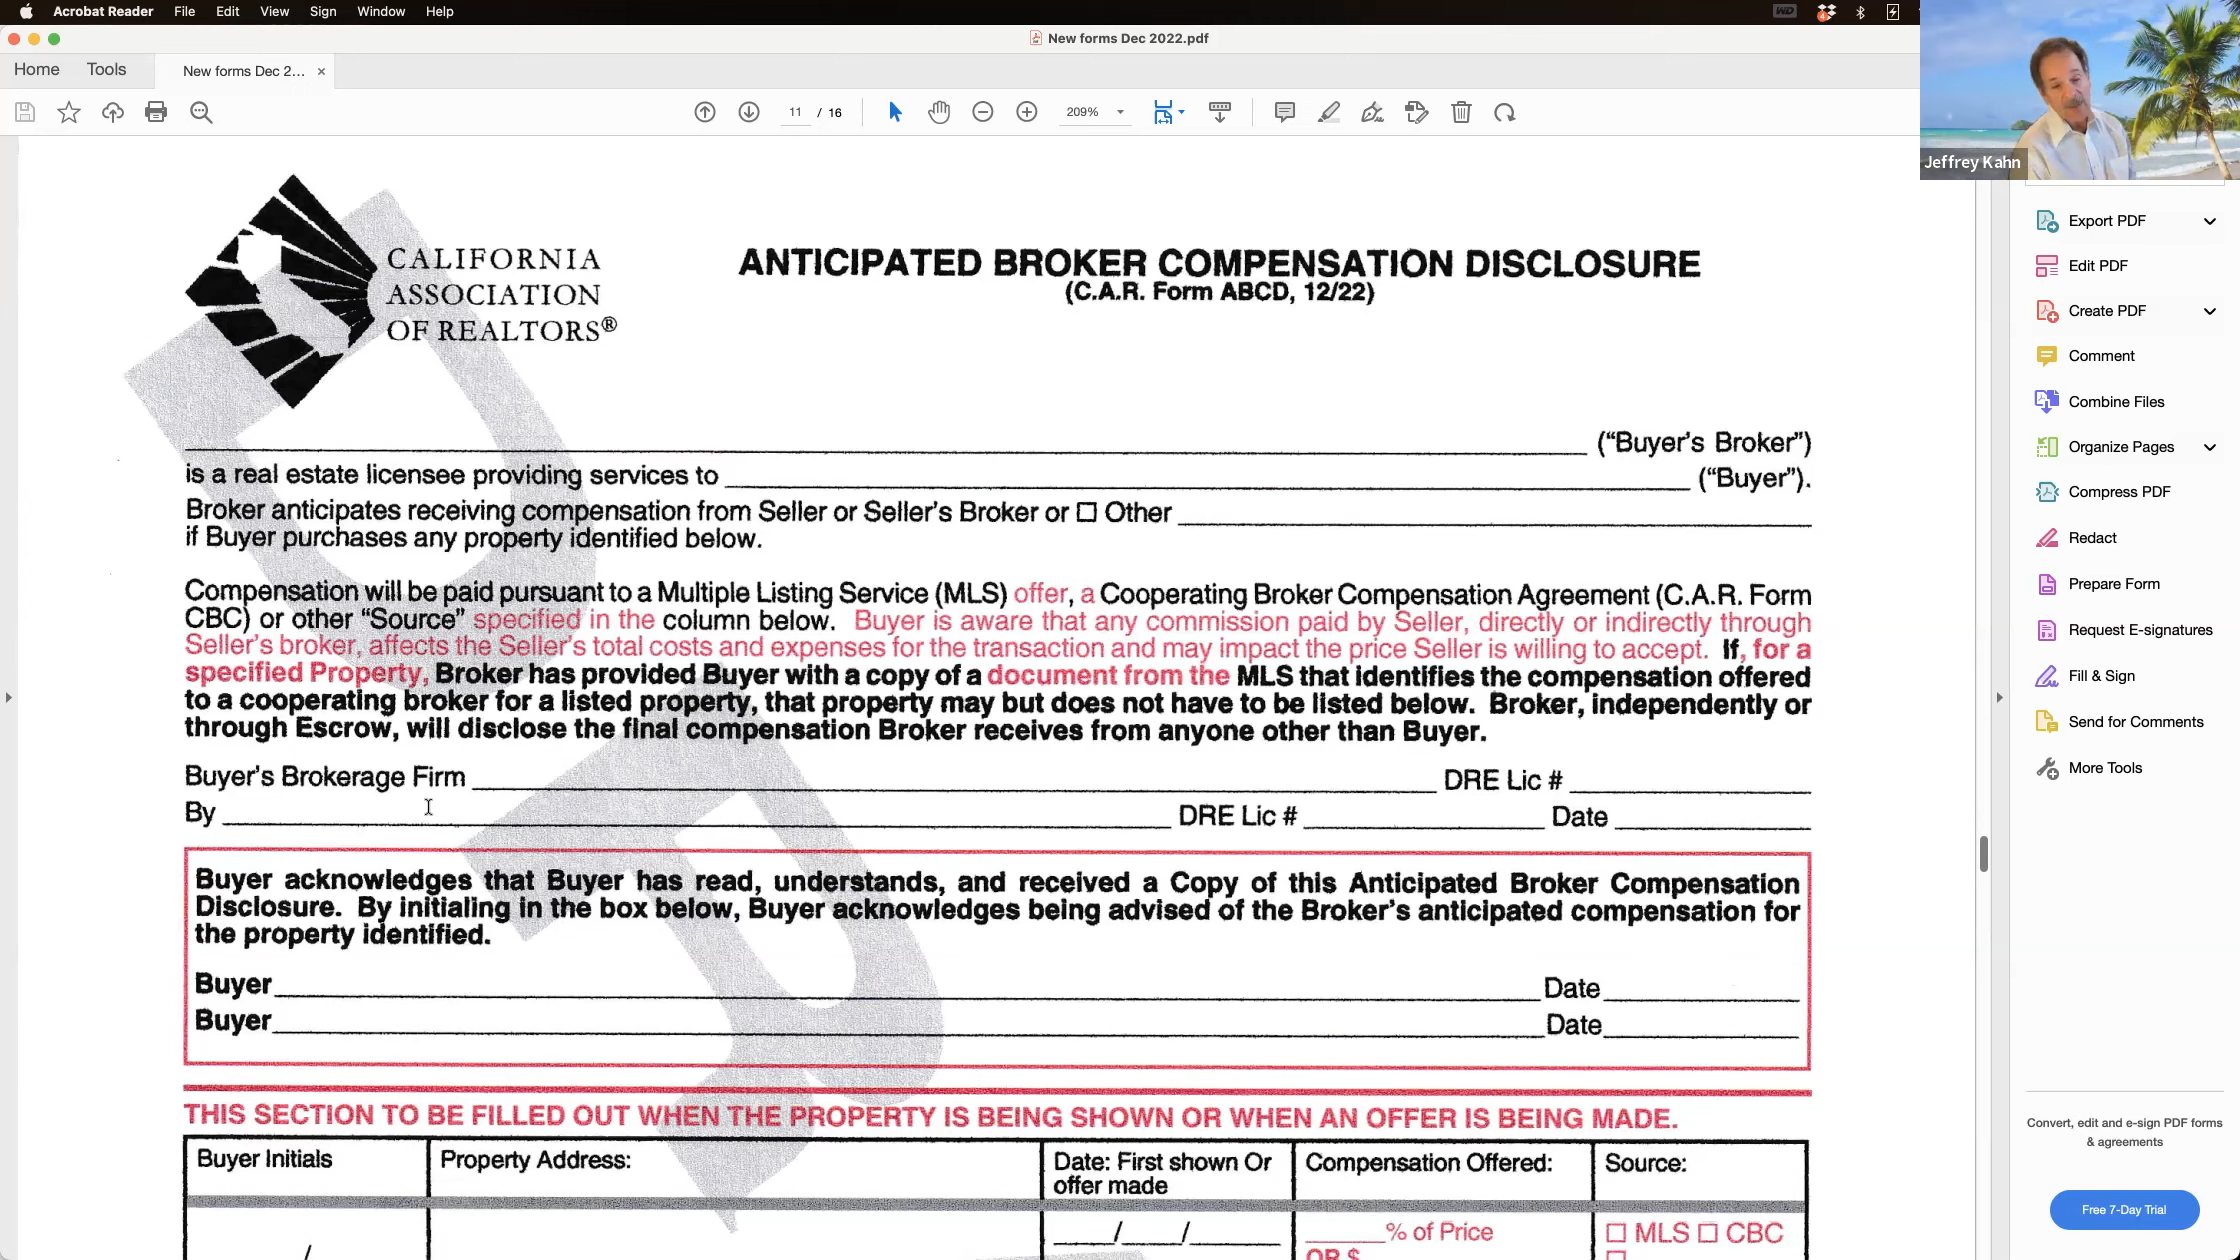 Acrobat Reader File Edit View Sign Window Help
WD
New forms Dec 2022.pdf
Home Tools New forms Dec 2... ×
11 / 16 209%
Jeffrey Kahn
CALIFORNIA
ASSOCIATION
OF REALTORS®
ANTICIPATED BROKER COMPENSATION DISCLOSURE
(C.A.R. Form ABCD, 12/22)
("Buyer's Broker")
is a real estate licensee providing services to ("Buyer").
Broker anticipates receiving compensation from Seller or Seller's Broker or ☐ Other
if Buyer purchases any property identified below.
Compensation will be paid pursuant to a Multiple Listing Service (MLS) offer, a Cooperating Broker Compensation Agreement (C.A.R. Form
CBC) or other "Source" specified in the column below. Buyer is aware that any commission paid by Seller, directly or indirectly through
Seller's broker, affects the Seller's total costs and expenses for the transaction and may impact the price Seller is willing to accept. If, for a
specified Property, Broker has provided Buyer with a copy of a document from the MLS that identifies the compensation offered
to a cooperating broker for a listed property, that property may but does not have to be listed below. Broker, independently or
through Escrow, will disclose the final compensation Broker receives from anyone other than Buyer.
Buyer's Brokerage Firm DRE Lic #
By DRE Lic # Date
Buyer acknowledges that Buyer has read, understands, and received a Copy of this Anticipated Broker Compensation
Disclosure. By initialing in the box below, Buyer acknowledges being advised of the Broker's anticipated compensation for
the property identified.
Buyer Date
Buyer Date
THIS SECTION TO BE FILLED OUT WHEN THE PROPERTY IS BEING SHOWN OR WHEN AN OFFER IS BEING MADE.
Buyer Initials Property Address: Date: First shown Or Compensation Offered: Source:
offer made
/ / % of Price ☐ MLS ☐ CBC
/ OR $
Export PDF
Edit PDF
Create PDF
Comment
Combine Files
Organize Pages
Compress PDF
Redact
Prepare Form
Request E-signatures
Fill & Sign
Send for Comments
More Tools
Convert, edit and e-sign PDF forms
& agreements
Free 7-Day Trial